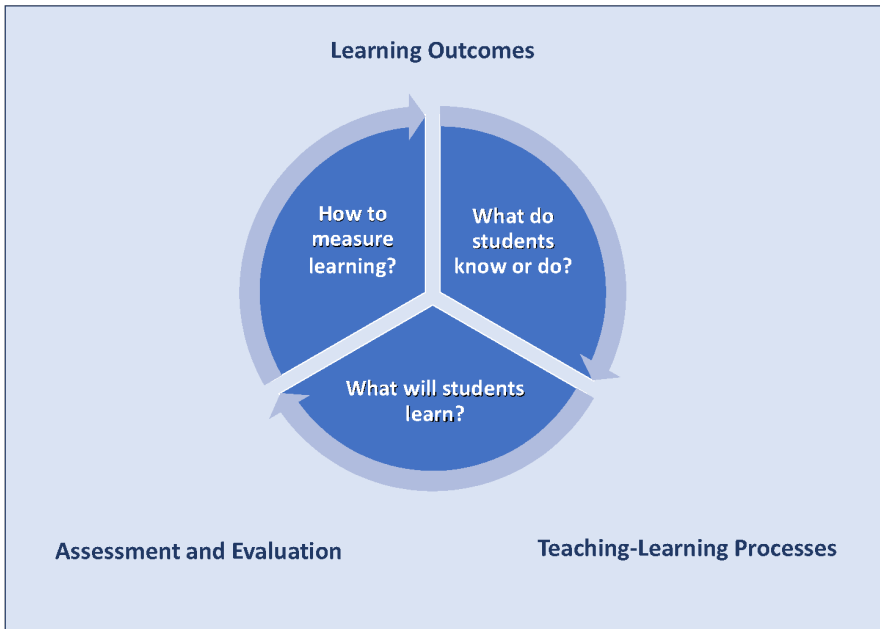 Learning Outcomes
How to
measure
learning?
What do
students
know or do?
What will students
learn?
Assessment and Evaluation
Teaching-Learning Processes